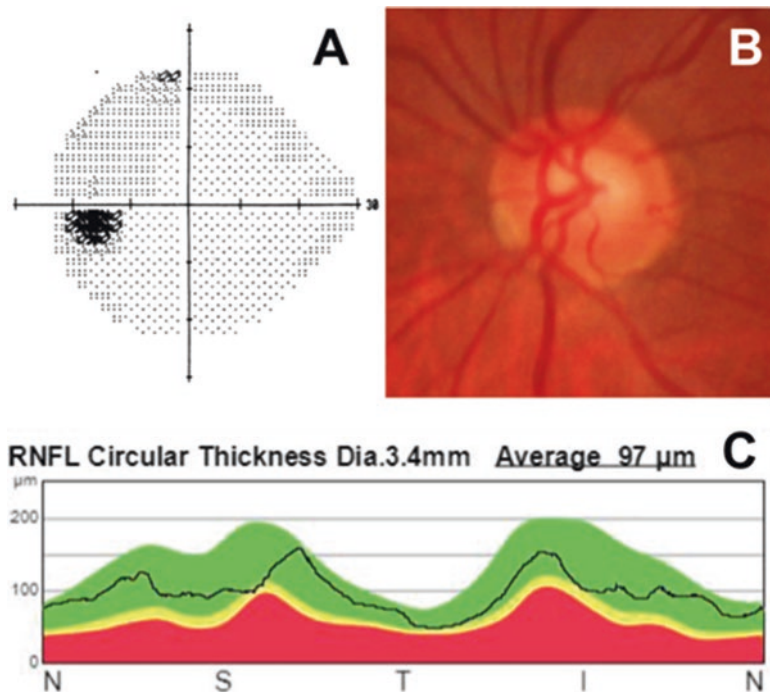 A
30
B
RNFL Circular Thickness Dia.3.4mm Average 97 µm C
µm
200
100
0
N S T I N